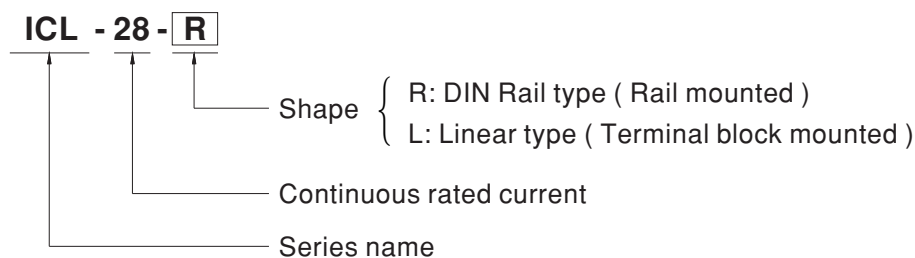 ICL - 28 - R
R: DIN Rail type ( Rail mounted )
Shape
L: Linear type ( Terminal block mounted )
Continuous rated current
Series name